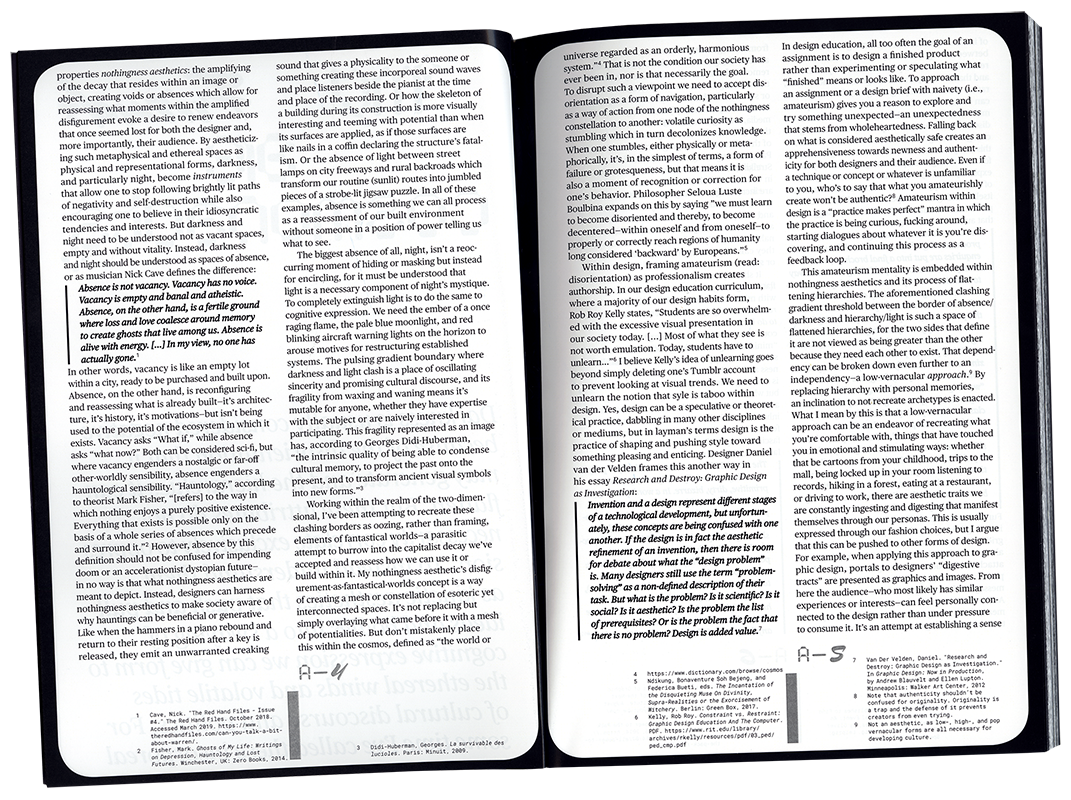 properties nothingness aesthetics: the amplifying
of the decay that resides within an image or
object, creating voids or absences which allow for
reassessing what moments within the amplified
disfigurement evoke a desire to renew endeavors
that once seemed lost for both the designer and,
more importantly, their audience. By aestheticiz-
ing such metaphysical and ethereal spaces as
physical and representational forms, darkness,
and particularly night, become instruments
that allow one to stop following brightly lit paths
of negativity and self-destruction while also
encouraging one to believe in their idiosyncratic
tendencies and interests. But darkness and
night need to be understood not as vacant spaces,
empty and without vitality. Instead, darkness
and night should be understood as spaces of absence,
or as musician Nick Cave defines the difference:
Absence is not vacancy. Vacancy has no voice.
Vacancy is empty and banal and atheistic.
Absence, on the other hand, is a fertile ground
where loss and love coalesce around memory
to create ghosts that live among us. Absence is
alive with energy. [...] In my view, no one has
actually gone.1
In other words, vacancy is like an empty lot
within a city, ready to be purchased and built upon.
Absence, on the other hand, is reconfiguring
and reassessing what is already built—it's architec-
ture, it's history, it's motivations—but isn't being
used to the potential of the ecosystem in which it
exists. Vacancy asks "What if," while absence
asks "what now?" Both can be considered sci-fi, but
where vacancy engenders a nostalgic or far-off
other-worldly sensibility, absence engenders a
hauntological sensibility. "Hauntology," according
to theorist Mark Fisher, "[refers] to the way in
which nothing enjoys a purely positive existence.
Everything that exists is possible only on the
basis of a whole series of absences which precede
and surround it."2 However, absence by this
definition should not be confused for impending
doom or an accelerationist dystopian future—
in no way is that what nothingness aesthetics are
meant to depict. Instead, designers can harness
nothingness aesthetics to make society aware of
why hauntings can be beneficial or generative.
Like when the hammers in a piano rebound and
return to their resting position after a key is
released, they emit an unwarranted creaking
sound that gives a physicality to the someone or
something creating these incorporeal sound waves
and place listeners beside the pianist at the time
and place of the recording. Or how the skeleton of
a building during its construction is more visually
interesting and teeming with potential than when
its surfaces are applied, as if those surfaces are
like nails in a coffin declaring the structure's fatal-
ism. Or the absence of light between street
lamps on city freeways and rural backroads which
transform our routine (sunlit) routes into jumbled
pieces of a strobe-lit jigsaw puzzle. In all of these
examples, absence is something we can all process
as a reassessment of our built environment
without someone in a position of power telling us
what to see.
The biggest absence of all, night, isn't a reoc-
curring moment of hiding or masking but instead
for encircling, for it must be understood that
light is a necessary component of night's mystique.
To completely extinguish light is to do the same to
cognitive expression. We need the ember of a once
raging flame, the pale blue moonlight, and red
blinking aircraft warning lights on the horizon to
arouse motives for restructuring established
systems. The pulsing gradient boundary where
darkness and light clash is a place of oscillating
sincerity and promising cultural discourse, and its
fragility from waxing and waning means it's
mutable for anyone, whether they have expertise
with the subject or are naively interested in
participating. This fragility represented as an image
has, according to Georges Didi-Huberman,
"the intrinsic quality of being able to condense
cultural memory, to project the past onto the
present, and to transform ancient visual symbols
into new forms."3
Working within the realm of the two-dimen-
sional, I've been attempting to recreate these
clashing borders as oozing, rather than framing,
elements of fantastical worlds—a parasitic
attempt to burrow into the capitalist decay we've
accepted and reassess how we can use it or
build within it. My nothingness aesthetic's disfig-
urement-as-fantastical-worlds concept is a way
of creating a mesh or constellation of esoteric yet
interconnected spaces. It's not replacing but
simply overlaying what came before it with a mesh
of potentialities. But don't mistakenly place
this within the cosmos, defined as "the world or
A—4
1 Cave, Nick. "The Red Hand Files - Issue
#4." The Red Hand Files. October 2018.
Accessed March 2019. https://www.
theredhandfiles.com/can-you-talk-a-bit-
about-warren/.
2 Fisher, Mark. Ghosts of My Life: Writings
on Depression, Hauntology and Lost
Futures. Winchester, UK: Zero Books, 2014.
3 Didi-Huberman, Georges. La survivable des
lucioles. Paris: Minuit, 2009.
universe regarded as an orderly, harmonious
system."4 That is not the condition our society has
ever been in, nor is that necessarily the goal.
To disrupt such a viewpoint we need to accept dis-
orientation as a form of navigation, particularly
as a way of action from one node of the nothingness
constellation to another: volatile curiosity as
stumbling which in turn decolonizes knowledge.
When one stumbles, either physically or meta-
phorically, it's, in the simplest of terms, a form of
failure or grotesqueness, but that means it is
also a moment of recognition or correction for
one's behavior. Philosopher Seloua Luste
Boulbina expands on this by saying "we must learn
to become disoriented and thereby, to become
decentered—within oneself and from oneself—to
properly or correctly reach regions of humanity
long considered 'backward' by Europeans."5
Within design, framing amateurism (read:
disorientation) as professionalism creates
authorship. In our design education curriculum,
where a majority of our design habits form,
Rob Roy Kelly states, "Students are so overwhelm-
ed with the excessive visual presentation in
our society today. [...] Most of what they see is
not worth emulation. Today, students have to
unlearn..."6 I believe Kelly's idea of unlearning goes
beyond simply deleting one's Tumblr account
to prevent looking at visual trends. We need to
unlearn the notion that syle is taboo within
design. Yes, design can be a speculative or theoret-
ical practice, dabbling in many other disciplines
or mediums, but in layman's terms design is the
practice of shaping and pushing style toward
something pleasing and enticing. Designer Daniel
van der Velden frames this another way in
his essay Research and Destroy: Graphic Design
as Investigation:
Invention and a design represent different stages
of a technological development, but unfortun-
ately, these concepts are being confused with one
another. If the design is in fact the aesthetic
refinement of an invention, then there is room
for debate about what the "design problem"
is. Many designers still use the term "problem-
solving" as a non-defined description of their
task. But what is the problem? Is it scientific? Is it
social? Is it aesthetic? Is the problem the list
of prerequisites? Or is the problem the fact that
there is no problem? Design is added value.7
In design education, all too often the goal of an
assignment is to design a finished product
rather than experimenting or speculating what
"finished" means or looks like. To approach
an assignment or a design brief with naivety (i.e.,
amateurism) gives you a reason to explore and
try something unexpected—an unexpectedness
that stems from wholeheartedness. Falling back
on what is considered aesthetically safe creates an
apprehensiveness towards newness and authent-
icity for both designers and their audience. Even if
a technique or concept or whatever is unfamiliar
to you, who's to say that what you amateurishly
create won't be authentic?8 Amateurism within
design is a "practice makes perfect" mantra in which
the practice is being curious, fucking around,
starting dialogues about whatever it is you're dis-
covering, and continuing this process as a
feedback loop.
This amateurism mentality is embedded within
nothingness aesthetics and its process of flat-
tening hierarchies. The aforementioned clashing
gradient threshold between the border of absence/
darkness and hierarchy/light is such a space of
flattened hierarchies, for the two sides that define
it are not viewed as being greater than the other
because they need each other to exist. That depend-
ency can be broken down even further to an
independency—a low-vernacular approach.9 By
replacing hierarchy with personal memories,
an inclination to not recreate archetypes is enacted.
What I mean by this is that a low-vernacular
approach can be an endeavor of recreating what
you're comfortable with, things that have touched
you in emotional and stimulating ways: whether
that be cartoons from your childhood, trips to the
mall, being locked up in your room listening to
records, hiking in a forest, eating at a restaurant,
or driving to work, there are aesthetic traits we
are constantly ingesting and digesting that manifest
themselves through our personas. This is usually
expressed through our fashion choices, but I argue
that this can be pushed to other forms of design.
For example, when applying this approach to gra-
phic design, portals to designers' "digestive
tracts" are presented as graphics and images. From
here the audience—who most likely has similar
experiences or interests—can feel personally con-
nected to the design rather than under pressure
to consume it. It's an attempt at establishing a sense
A—5
4 https://www.dictionary.com/browse/cosmos
5 Ndikung, Bonaventure Soh Bejeng, and
Federica Bueti, eds. The Incantation of
the Disquieting Muse On Divinity,
Supra-Realities or the Exorcisement of
Witchery. Berlin: Green Box, 2017.
6 Kelly, Rob Roy. Constraint vs. Restraint:
Graphic Design Education And The Computer.
PDF. https://www.rit.edu/library/
archives/rkelly/resources/pdf/03_ped/
ped_cmp.pdf
7 Van Der Velden, Daniel. "Research and
Destroy: Graphic Design as Investigation."
In Graphic Design: Now in Production,
by Andrew Blauvelt and Ellen Lupton.
Minneapolis: Walker Art Center, 2012
8 Note that authenticity shouldn't be
confused for originality. Originality is
a trap and the defense of it prevents
creators from even trying.
9 Not an aesthetic, as low-, high-, and pop
vernacular forms are all necessary for
developing culture.